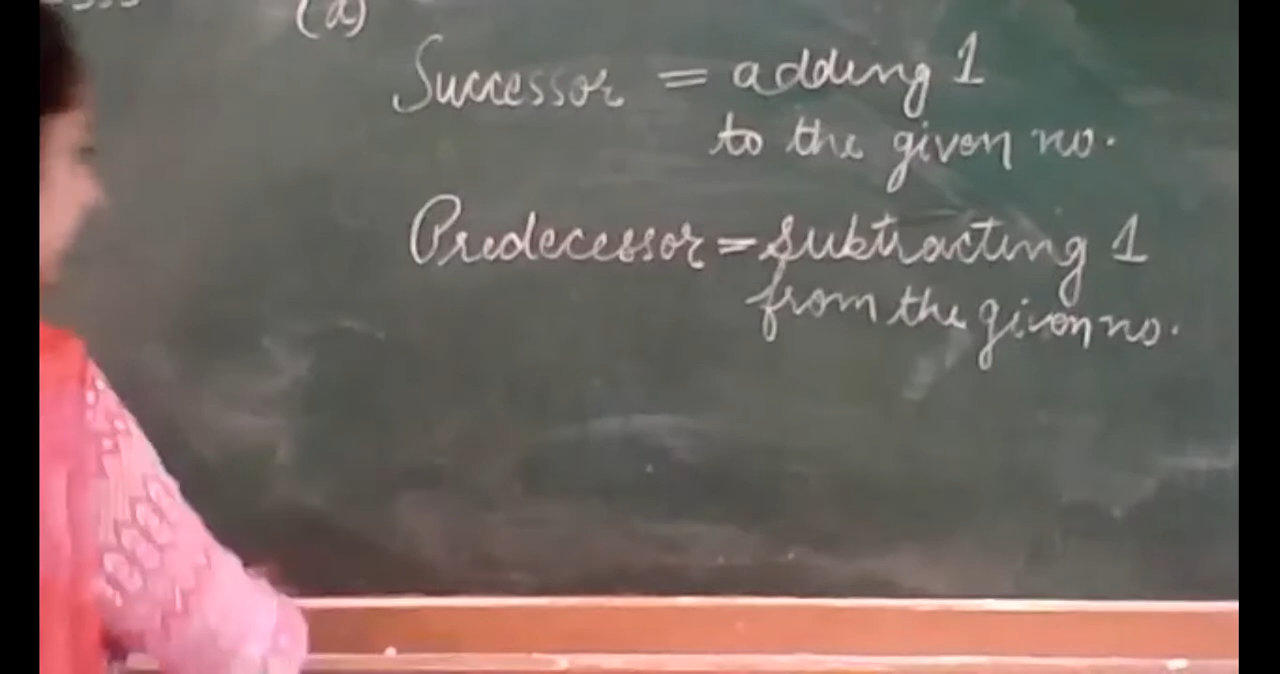 (d)
Successor = adding 1
to the given no.
Predecessor = Subtracting 1
from the given no.